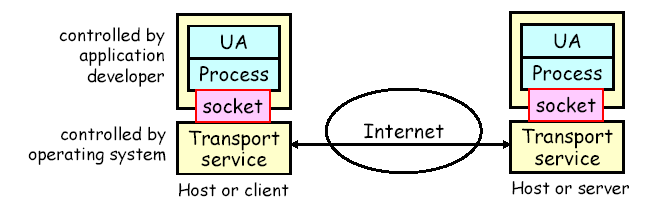 controlled by
application
developer
UA
Process
socket
controlled by
operating system
Transport
service
Host or client
Internet
UA
Process
socket
Transport
service
Host or server